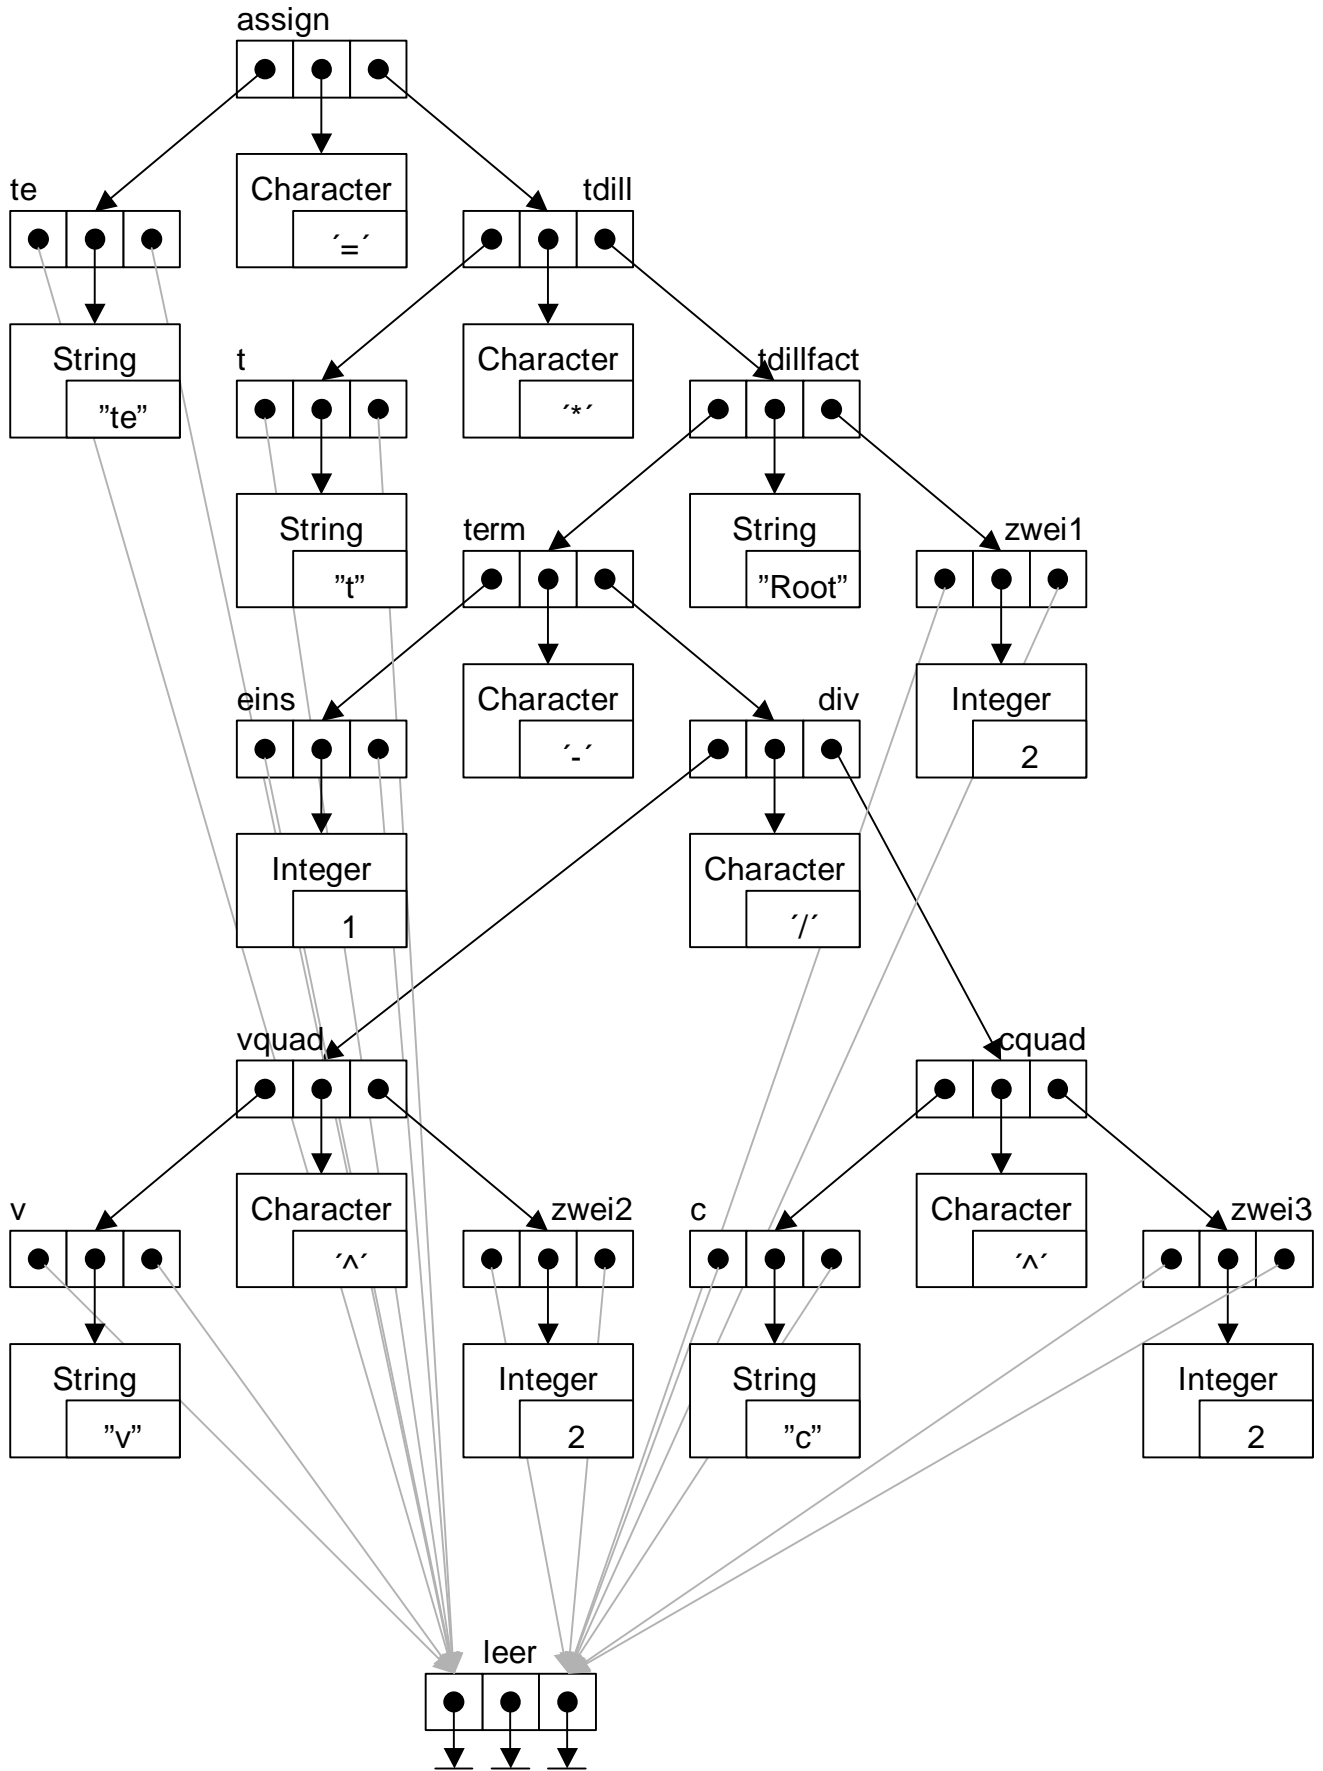 assign
te
Character
´=´
tdill
String
"te"
t
Character
´*´
tdillfact
String
"t"
term
String
"Root"
zwei1
eins
Character
´-´
div
Integer
2
Integer
1
Character
´/´
vquad
cquad
v
Character
´^´
zwei2
c
Character
´^´
zwei3
String
"v"
Integer
2
String
"c"
Integer
2
leer